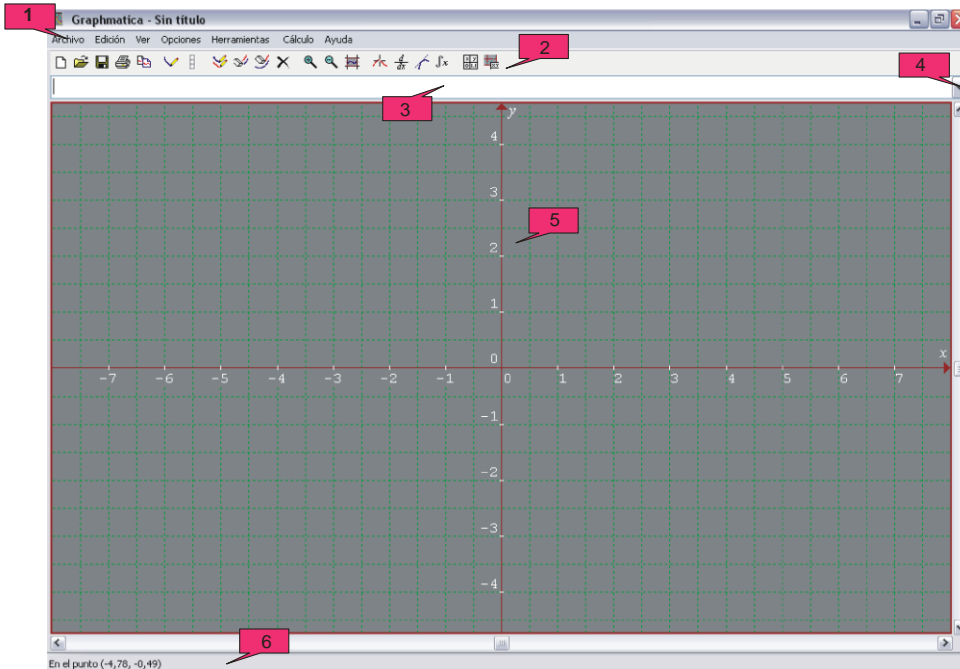 1
Graphmatica - Sin título
Archivo Edición Ver Opciones Herramientas Cálculo Ayuda
2
4
3
y
4
3
5
2
1
0
x
-7 -6 -5 -4 -3 -2 -1 0 1 2 3 4 5 6 7
-1
-2
-3
-4
6
En el punto (-4,78, -0,49)